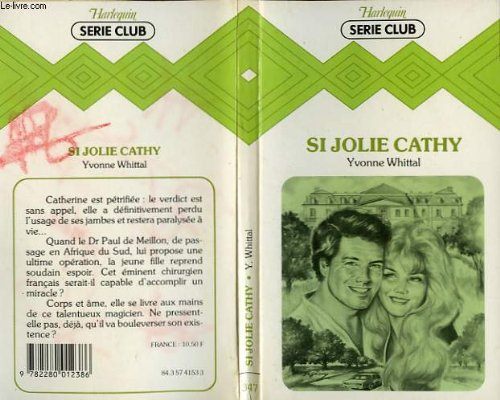 Le-livre.com
Harlequin
SERIE CLUB
SI JOLIE CATHY
Yvonne Whittal
Catherine est pétrifiée : le verdict est
sans appel, elle a définitivement perdu
l'usage de ses jambes et restera paralysée à
vie...
Quand le Dr Paul de Meillon, de pas-
sage en Afrique du Sud, lui propose une
ultime opération, la jeune fille reprend
soudain espoir. Cet éminent chirurgien
français serait-il capable d'accomplir un
miracle ?
Corps et âme, elle se livre aux mains
de ce talentueux magicien. Ne pressent-
elle pas, déjà, qu'il va bouleverser son exis-
tence ?
FRANCE : 10,50 F
9 782280 012386
84.3.57.4153.3
SI JOLIE CATHY • Y. Whittal
347
Harlequin
SERIE CLUB
SI JOLIE CATHY
Yvonne Whittal